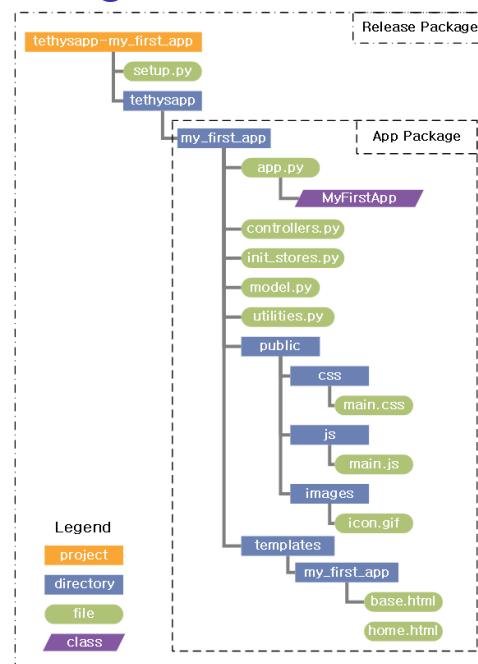 Release Package
tethysapp-my_first_app
setup.py
tethysapp
App Package
my_first_app
app.py
MyFirstApp
controllers.py
init_stores.py
model.py
utilities.py
public
css
main.css
js
main.js
images
icon.gif
templates
my_first_app
base.html
home.html
Legend
project
directory
file
class